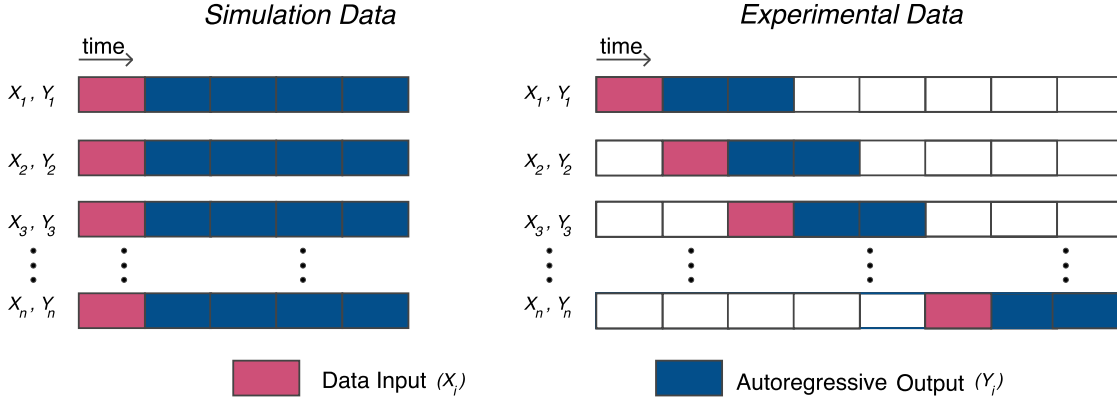 Simulation Data
Experimental Data
time
time
X1, Y1
X1, Y1
X2, Y2
X2, Y2
X3, Y3
X3, Y3
Xn, Yn
Xn, Yn
Data Input (Xi)
Autoregressive Output (Yi)